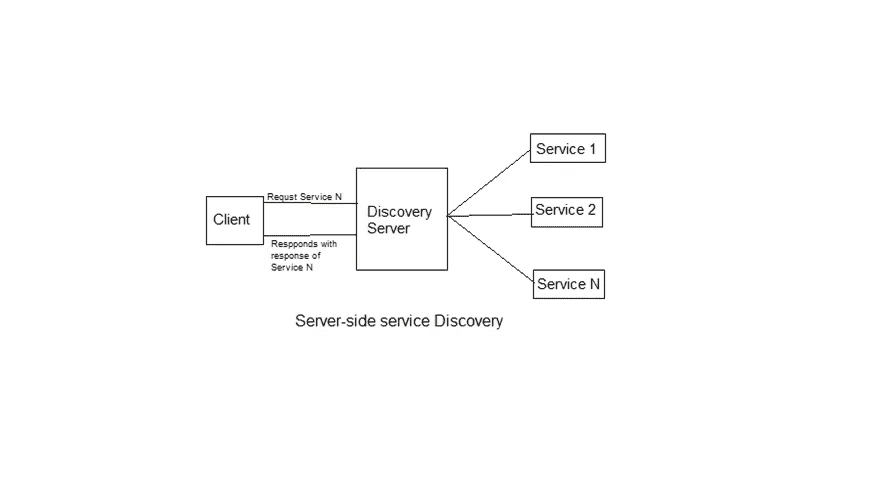 Client
Requst Service N
Respponds with
response of
Service N
Discovery
Server
Service 1
Service 2
Service N
Server-side service Discovery